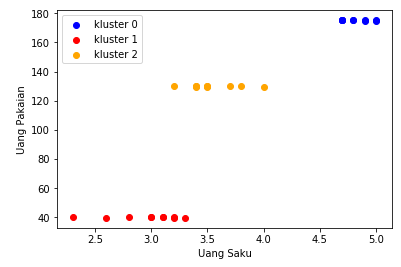 180
160
140
120
100
80
60
40
Uang Pakaian
kluster 0
kluster 1
kluster 2
2.5
3.0
3.5
4.0
4.5
5.0
Uang Saku